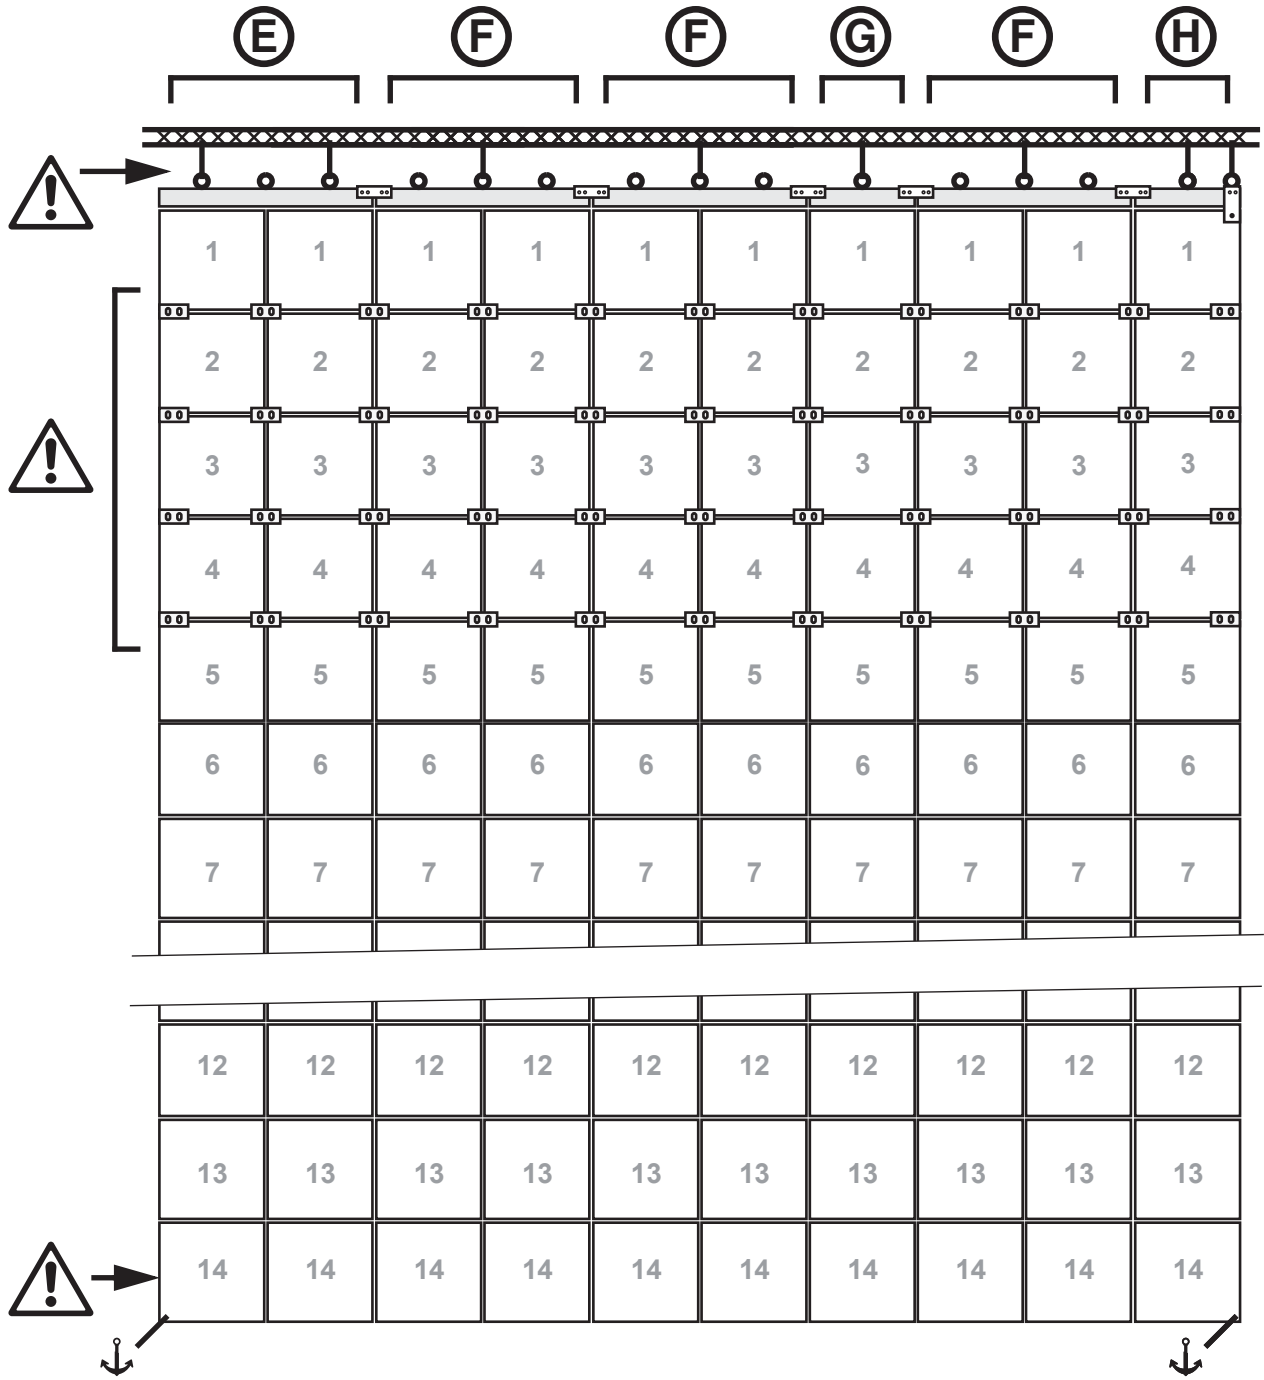 E F F G F H
1 1 1 1 1 1 1 1 1 1
2 2 2 2 2 2 2 2 2 2
3 3 3 3 3 3 3 3 3 3
4 4 4 4 4 4 4 4 4 4
5 5 5 5 5 5 5 5 5 5
6 6 6 6 6 6 6 6 6 6
7 7 7 7 7 7 7 7 7 7
12 12 12 12 12 12 12 12 12 12
13 13 13 13 13 13 13 13 13 13
14 14 14 14 14 14 14 14 14 14